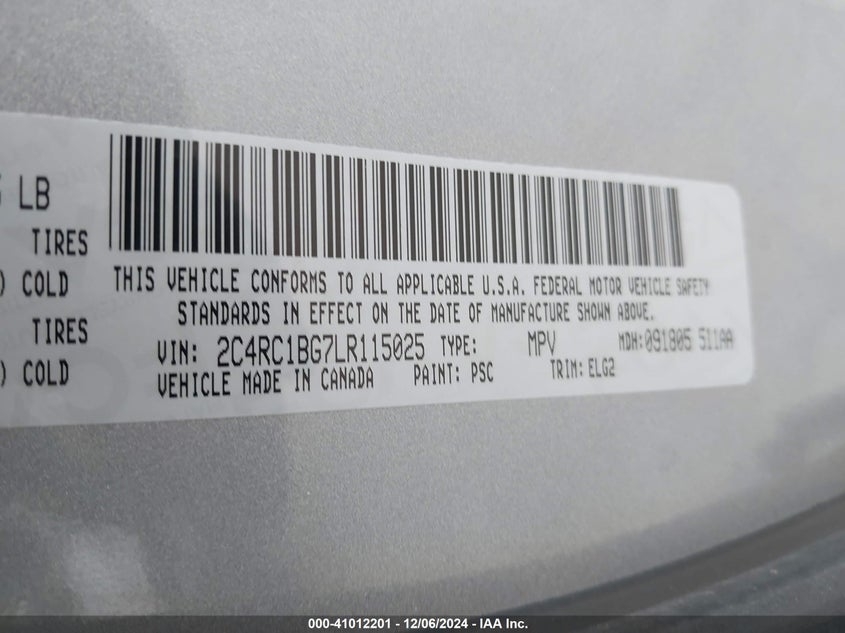 LB
TIRES
) COLD
TIRES
) COLD
THIS VEHICLE CONFORMS TO ALL APPLICABLE U.S.A. FEDERAL MOTOR VEHICLE SAFETY
STANDARDS IN EFFECT ON THE DATE OF MANUFACTURE SHOWN ABOVE.
VIN: 2C4RC1BG7LR115025 TYPE: MPV MDH: 091805 511AA
VEHICLE MADE IN CANADA PAINT: PSC TRIM: ELG2
000-41012201 - 12/06/2024 - IAA Inc.